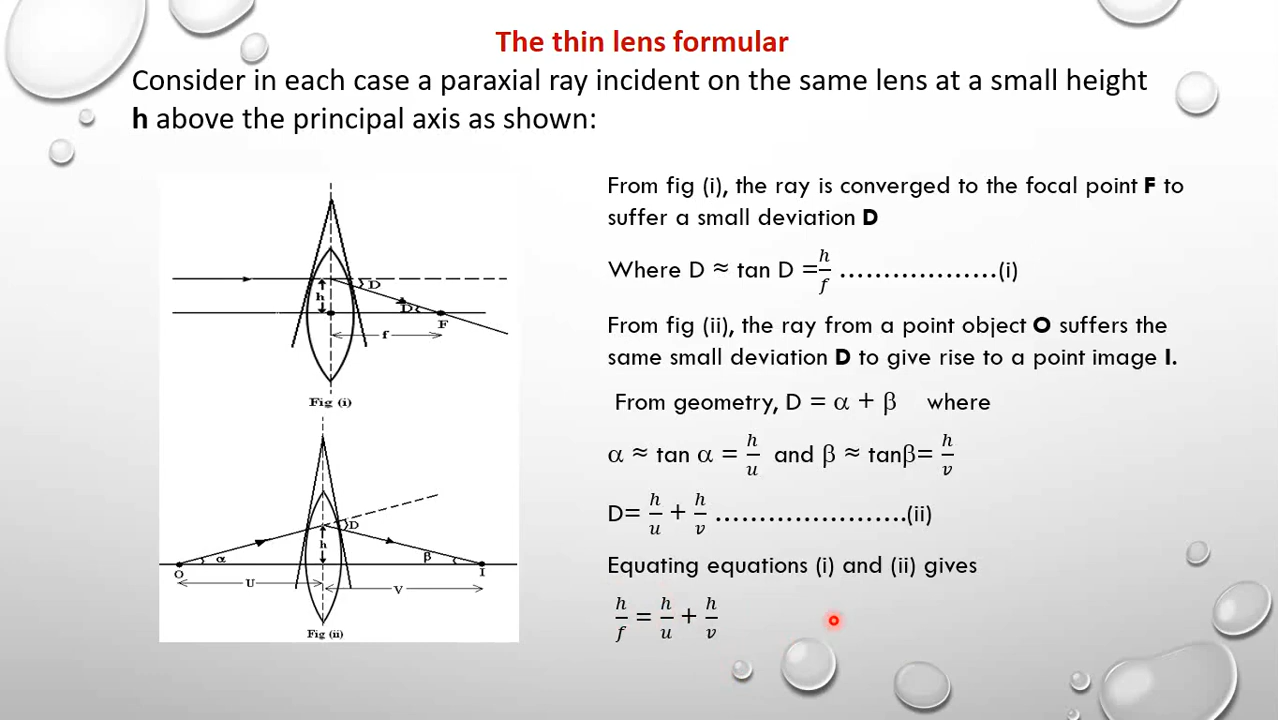 The thin lens formular
Consider in each case a paraxial ray incident on the same lens at a small height
h above the principal axis as shown:
D
h
D
F
f
Fig (i)
D
h
α
β
O
I
U
V
Fig (ii)
From fig (i), the ray is converged to the focal point F to
suffer a small deviation D
Where D ≈ tan D =h/f ………………(i)
From fig (ii), the ray from a point object O suffers the
same small deviation D to give rise to a point image I.
From geometry, D = α + β where
α ≈ tan α = h/u and β ≈ tanβ= h/v
D= h/u + h/v ………………….(ii)
Equating equations (i) and (ii) gives
h/f = h/u + h/v